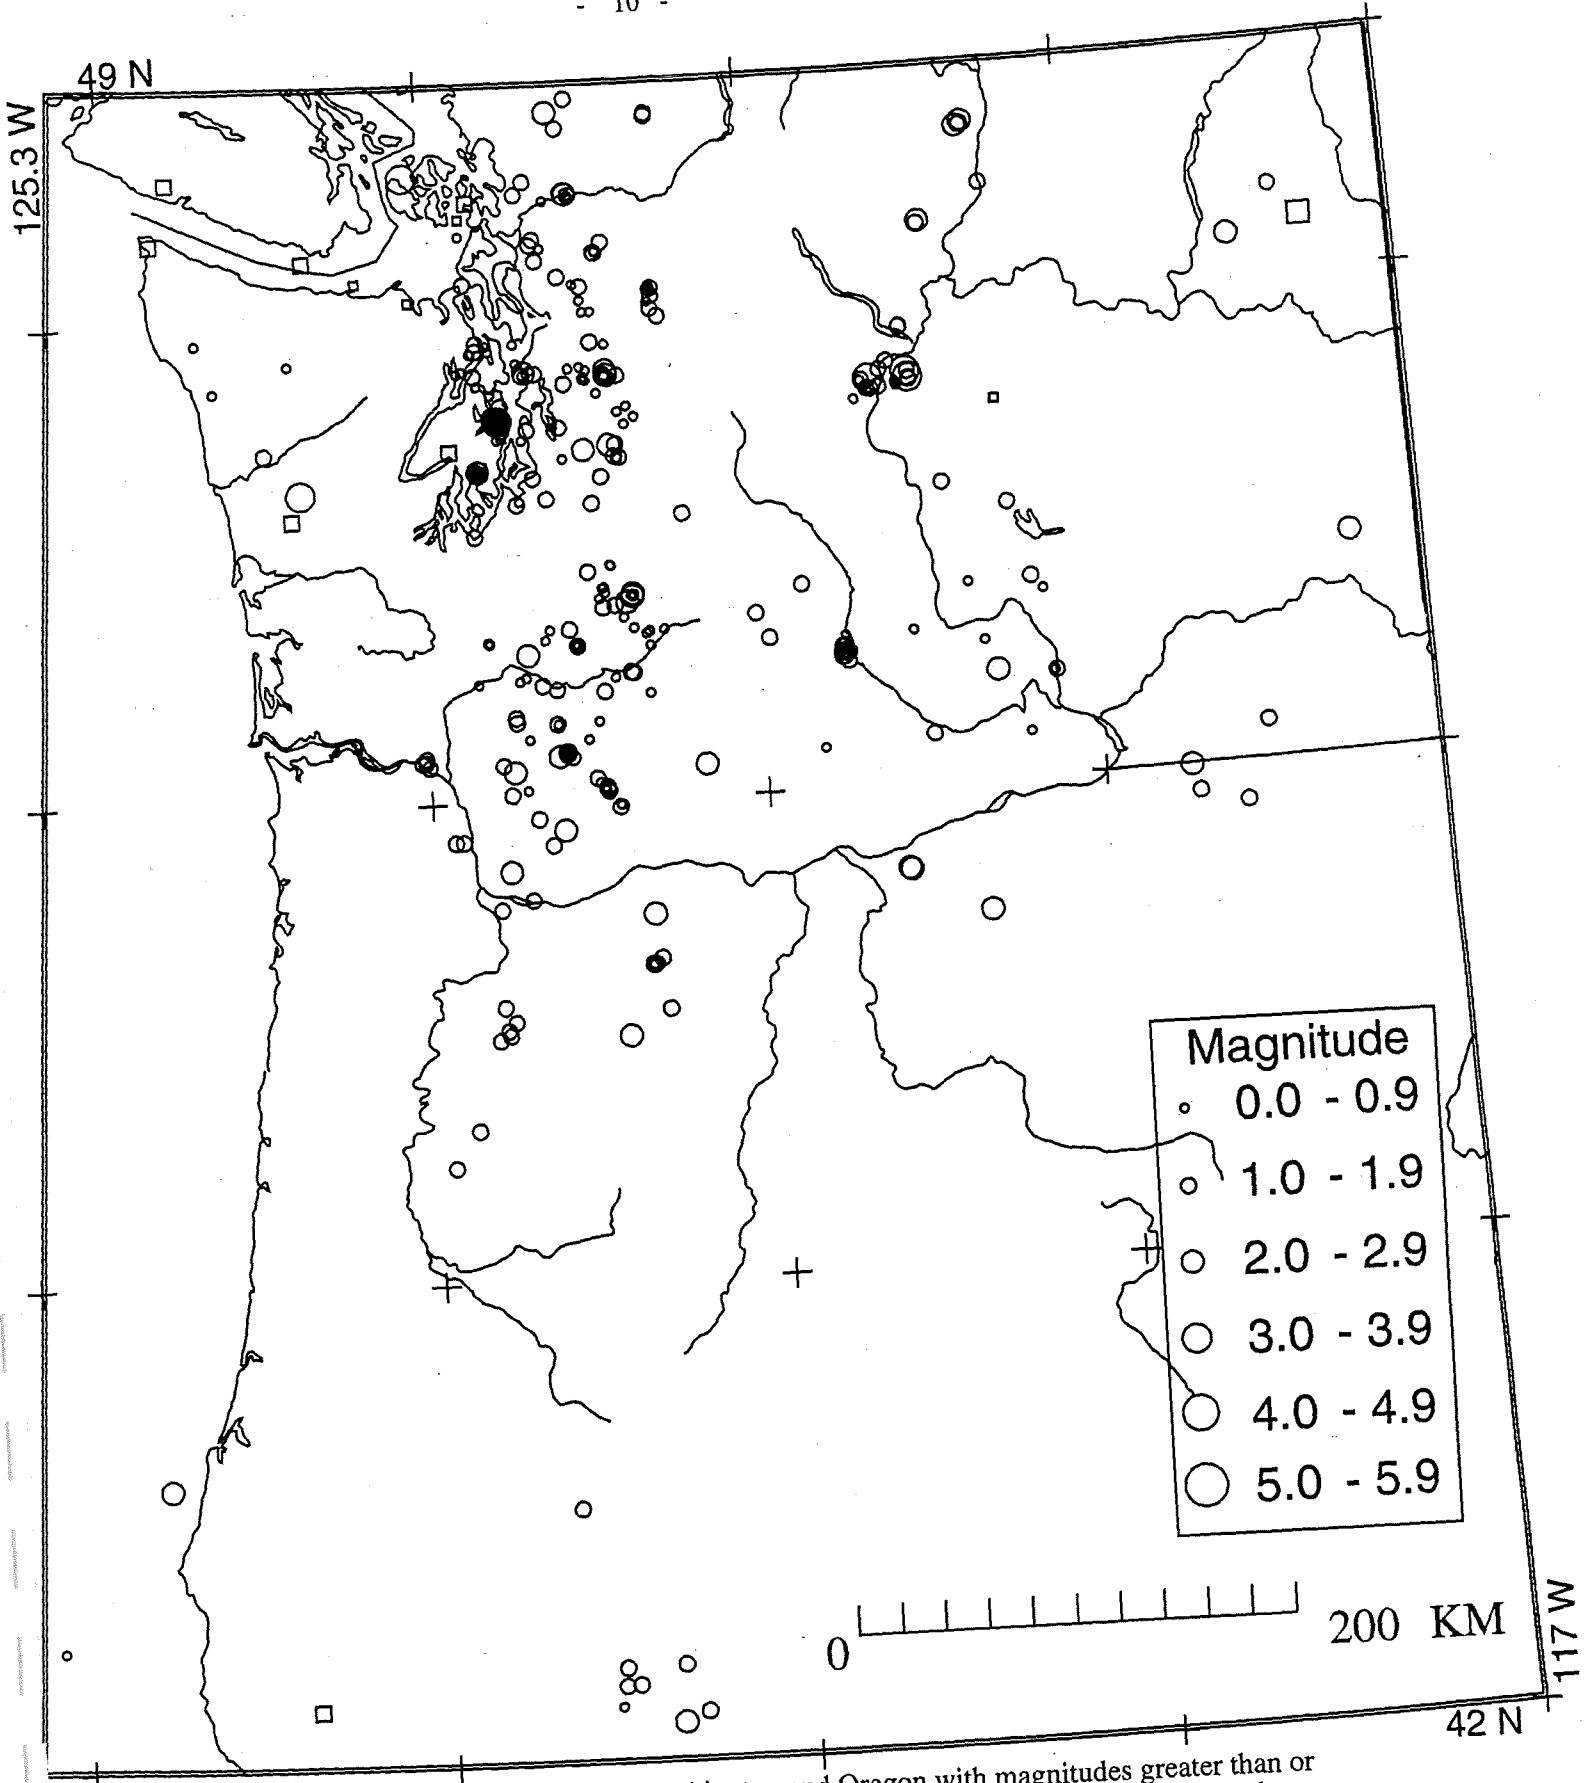 - 10 -
49 N
125.3 W
Magnitude
0.0 - 0.9
1.0 - 1.9
2.0 - 2.9
3.0 - 3.9
4.0 - 4.9
5.0 - 5.9
0
200 KM
117 W
42 N
Oregon with magnitudes greater than or